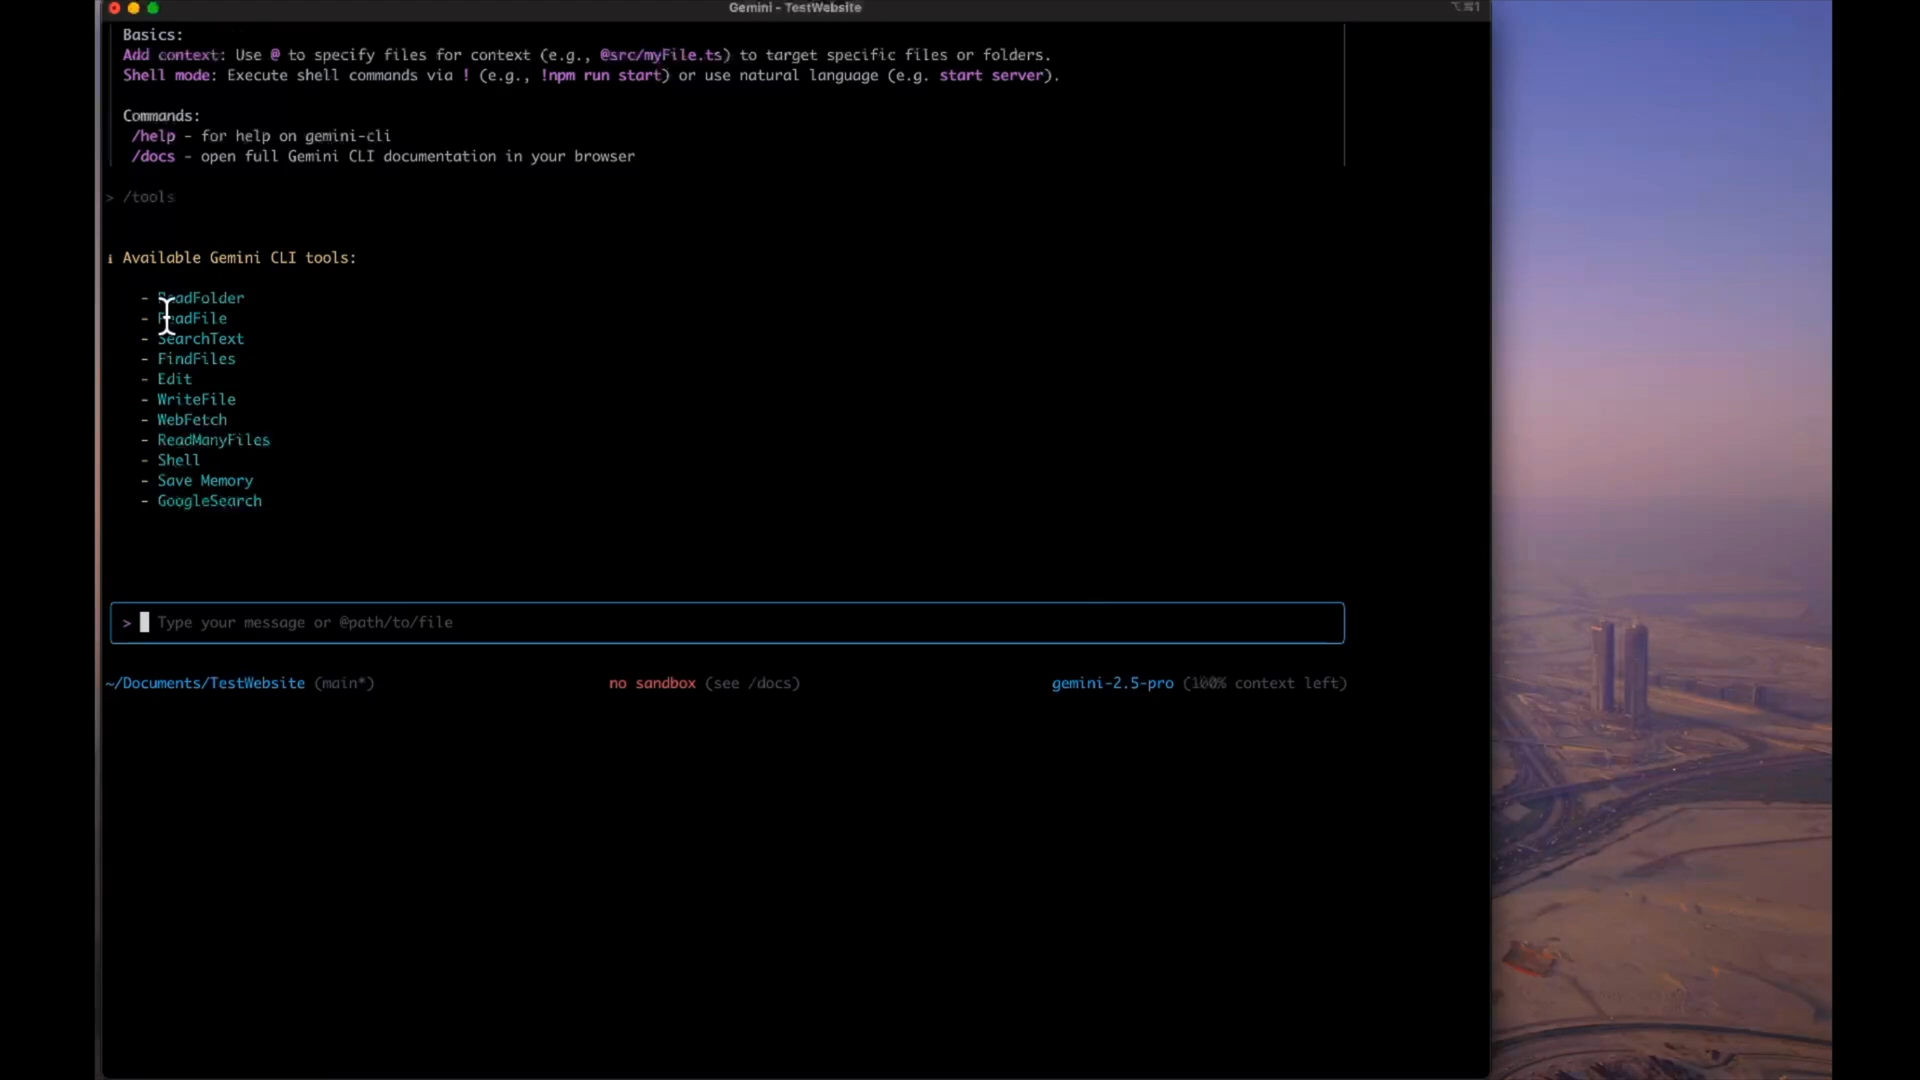 Gemini - TestWebsite
⌥⌘1
Basics:
Add context: Use @ to specify files for context (e.g., @src/myFile.ts) to target specific files or folders.
Shell mode: Execute shell commands via ! (e.g., !npm run start) or use natural language (e.g. start server).
Commands:
/help - for help on gemini-cli
/docs - open full Gemini CLI documentation in your browser
> /tools
ℹ Available Gemini CLI tools:
- ReadFolder
- ReadFile
- SearchText
- FindFiles
- Edit
- WriteFile
- WebFetch
- ReadManyFiles
- Shell
- Save Memory
- GoogleSearch
> Type your message or @path/to/file
~/Documents/TestWebsite (main*) no sandbox (see /docs) gemini-2.5-pro (100% context left)